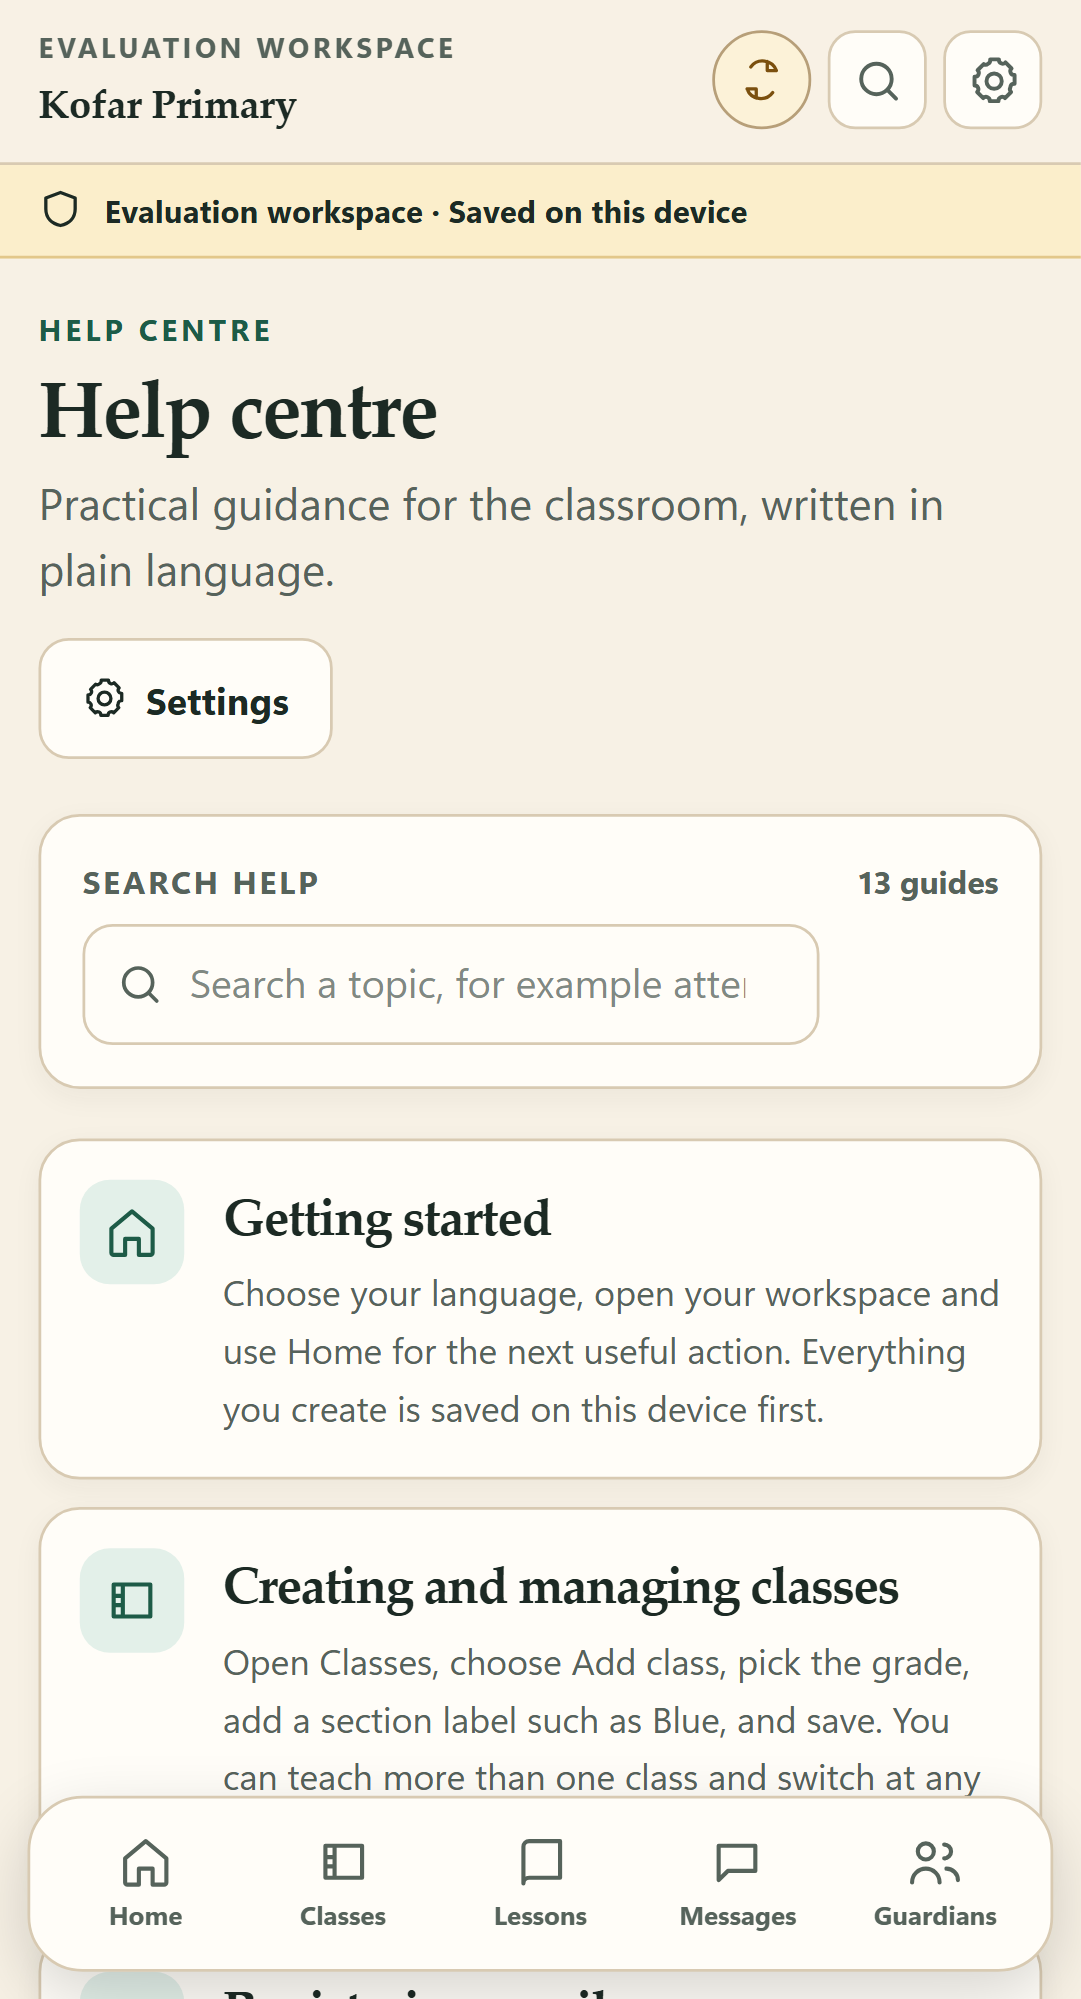 EVALUATION WORKSPACE
Kofar Primary
Evaluation workspace · Saved on this device
HELP CENTRE
Help centre
Practical guidance for the classroom, written in
plain language.
Settings
SEARCH HELP
13 guides
Search a topic, for example
Getting started
Choose your language, open your workspace and
use Home for the next useful action. Everything
you create is saved on this device first.
Creating and managing classes
Open Classes, choose Add class, pick the grade,
add a section label such as Blue, and save. You
can teach more than one class and switch at any
Home
Classes
Lessons
Messages
Guardians